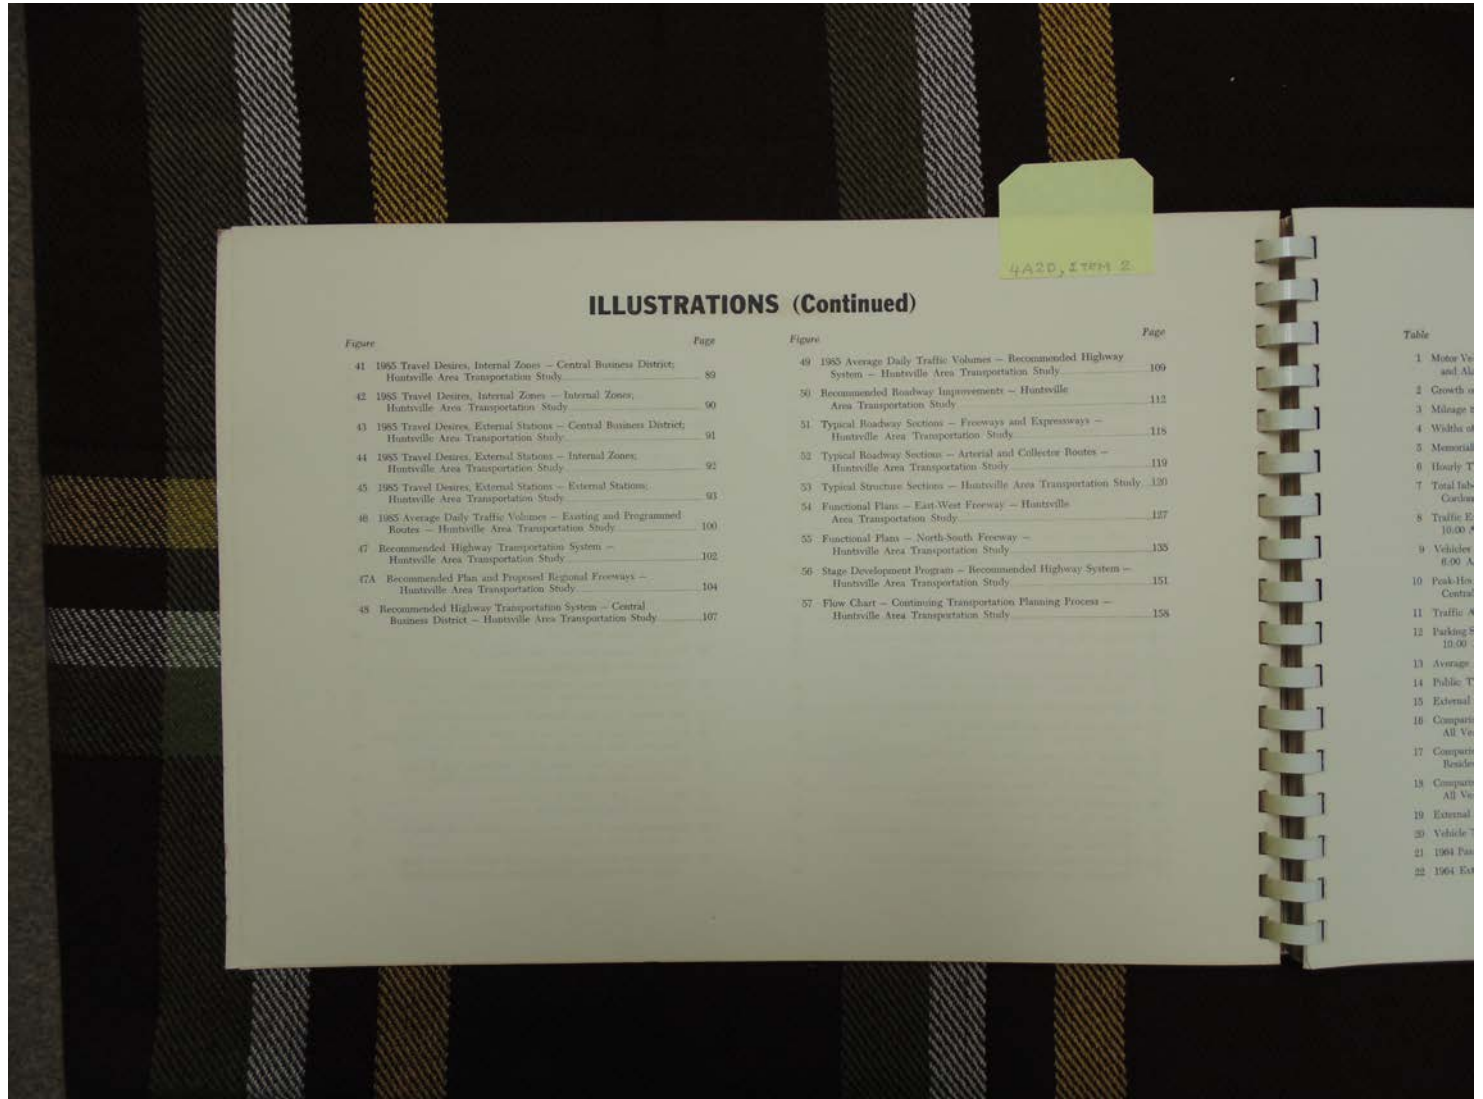 4A2D, ITEM 2
ILLUSTRATIONS (Continued)
Figure Page
41 1985 Travel Desires, Internal Zones — Central Business District;
Huntsville Area Transportation Study 89
42 1985 Travel Desires, Internal Zones — Internal Zones;
Huntsville Area Transportation Study 90
43 1985 Travel Desires, External Stations — Central Business District;
Huntsville Area Transportation Study 91
44 1985 Travel Desires, External Stations — Internal Zones;
Huntsville Area Transportation Study 92
45 1985 Travel Desires, External Stations — External Stations;
Huntsville Area Transportation Study 93
46 1985 Average Daily Traffic Volumes — Existing and Programmed
Routes — Huntsville Area Transportation Study 100
47 Recommended Highway Transportation System —
Huntsville Area Transportation Study 102
47A Recommended Plan and Proposed Regional Freeways —
Huntsville Area Transportation Study 104
48 Recommended Highway Transportation System — Central
Business District — Huntsville Area Transportation Study 107
Figure Page
49 1985 Average Daily Traffic Volumes — Recommended Highway
System — Huntsville Area Transportation Study 109
50 Recommended Roadway Improvements — Huntsville
Area Transportation Study 112
51 Typical Roadway Sections — Freeways and Expressways —
Huntsville Area Transportation Study 118
52 Typical Roadway Sections — Arterial and Collector Routes —
Huntsville Area Transportation Study 119
53 Typical Structure Sections — Huntsville Area Transportation Study 120
54 Functional Plans — East-West Freeway — Huntsville
Area Transportation Study 127
55 Functional Plans — North-South Freeway —
Huntsville Area Transportation Study 135
56 Stage Development Program — Recommended Highway System —
Huntsville Area Transportation Study 151
57 Flow Chart — Continuing Transportation Planning Process —
Huntsville Area Transportation Study 158
Table
1 Motor
and
2 Growth
3 Mileage
4 Widths
5 Memorial
6 Hourly
7 Total
8 Traffic
10:00
9 Vehicles
6:00
10
11 Traffic
12 Parking
10:00
13 Average
14 Public
15 External
16
All
17
18
All
19 External
20 Vehicle
21 1964
22 1964